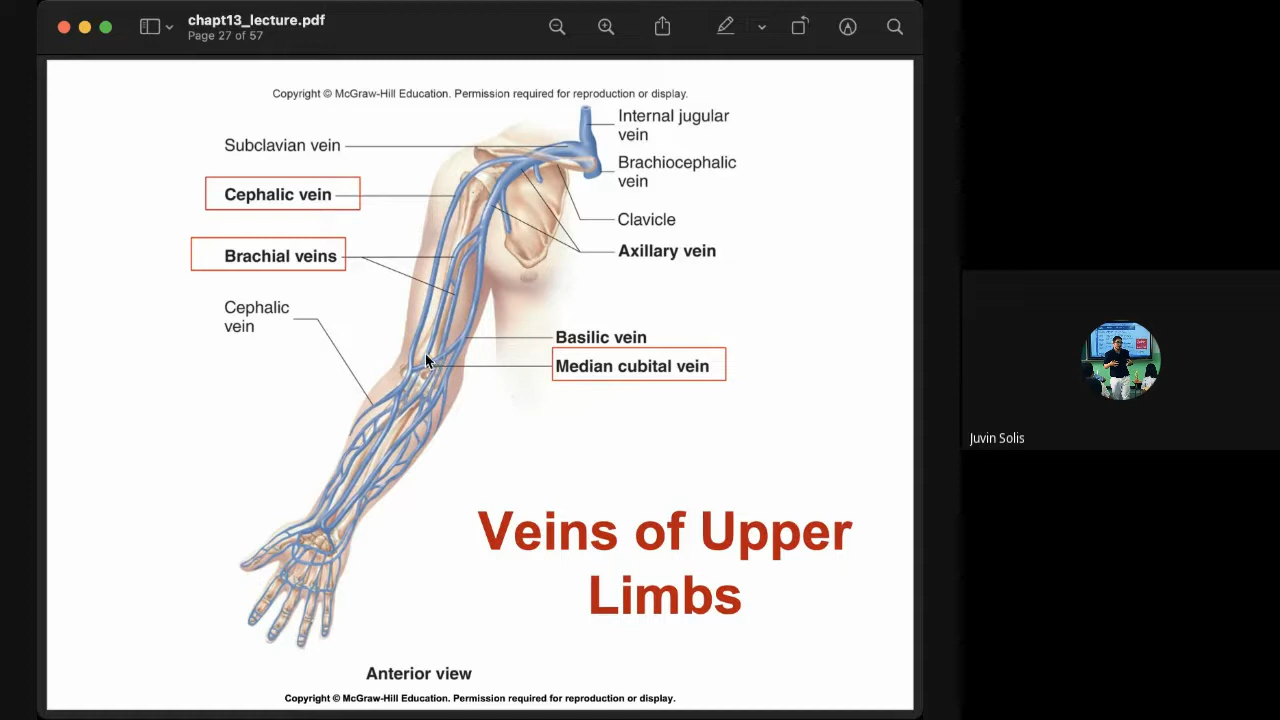 chapt13_lecture.pdf
Page 27 of 57
Copyright © McGraw-Hill Education. Permission required for reproduction or display.
Internal jugular
vein
Subclavian vein
Brachiocephalic
vein
Cephalic vein
Clavicle
Axillary vein
Brachial veins
Cephalic
vein
Basilic vein
Median cubital vein
Juvin Solis
Veins of Upper
Limbs
Anterior view
Copyright © McGraw-Hill Education. Permission required for reproduction or display.